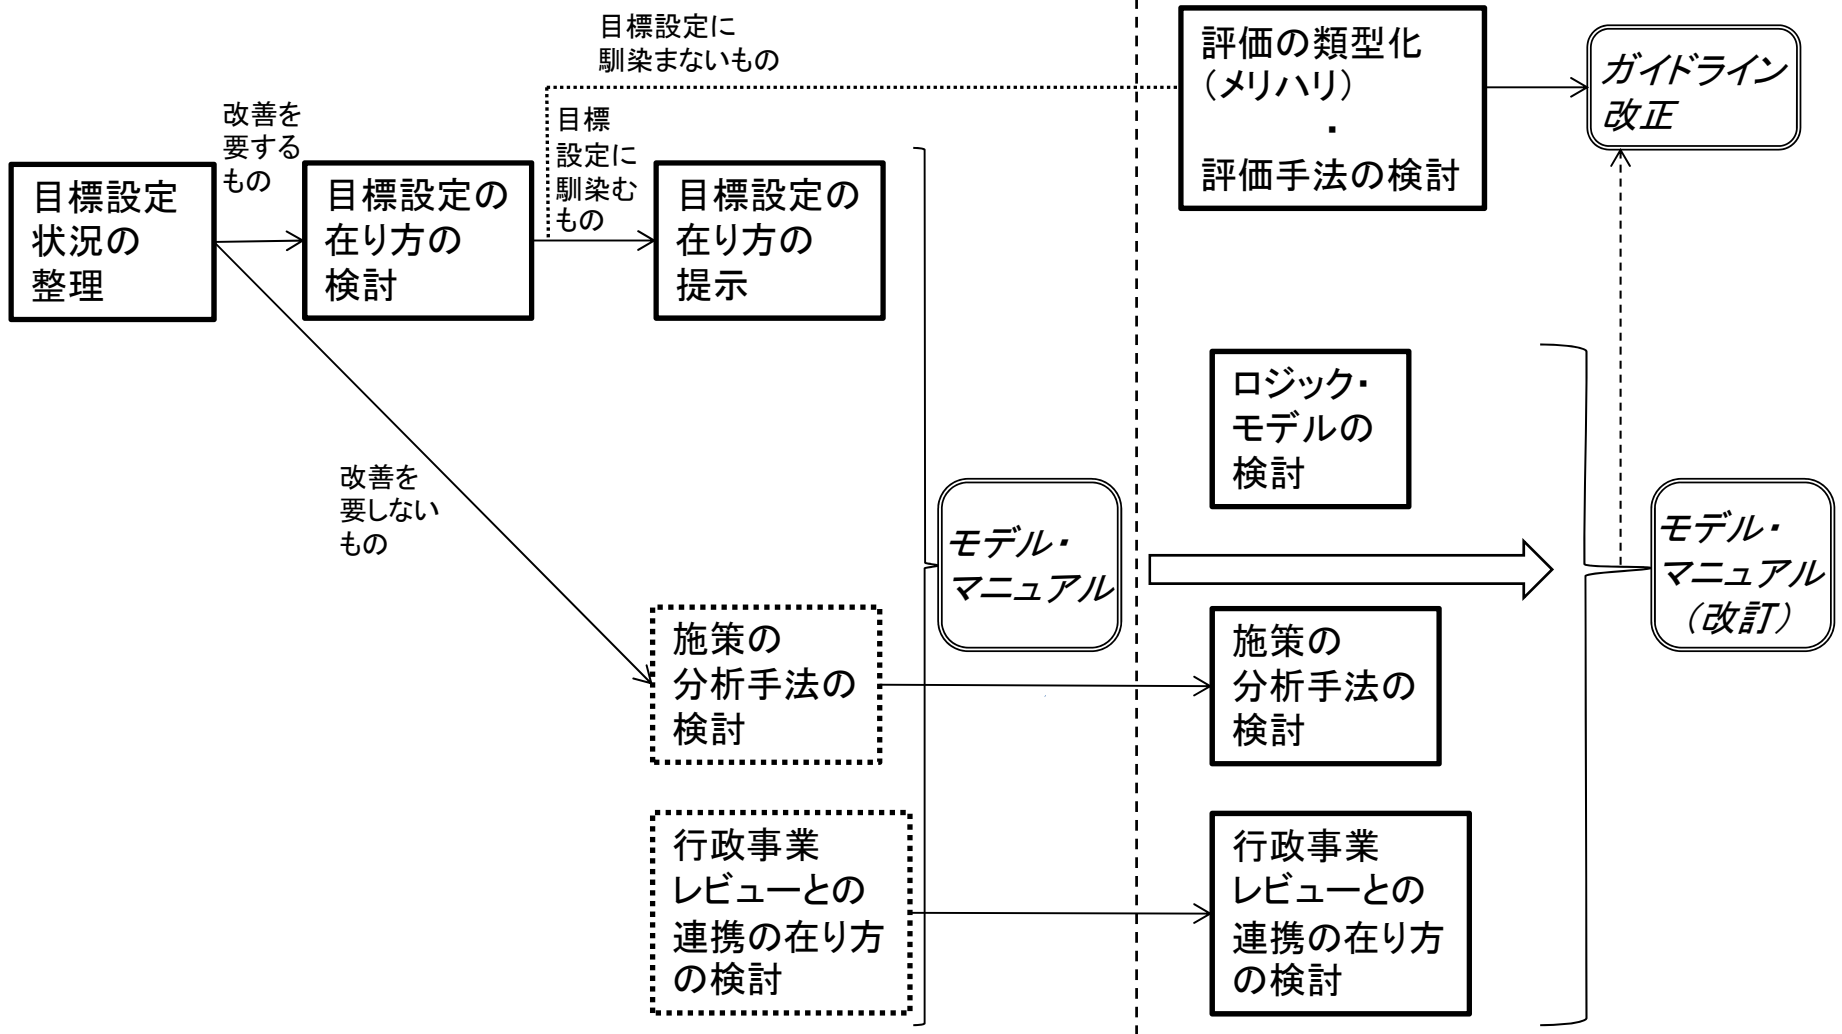 目標設定に
馴染まないもの
評価の類型化
（メリハリ）
・
評価手法の検討
ガイドライン
改正
改善を
要する
もの
目標
設定に
馴染む
もの
目標設定
状況の
整理
目標設定の
在り方の
検討
目標設定の
在り方の
提示
ロジック・
モデルの
検討
改善を
要しない
もの
モデル・
マニュアル
モデル・
マニュアル
（改訂）
施策の
分析手法の
検討
施策の
分析手法の
検討
行政事業
レビューとの
連携の在り方
の検討
行政事業
レビューとの
連携の在り方
の検討